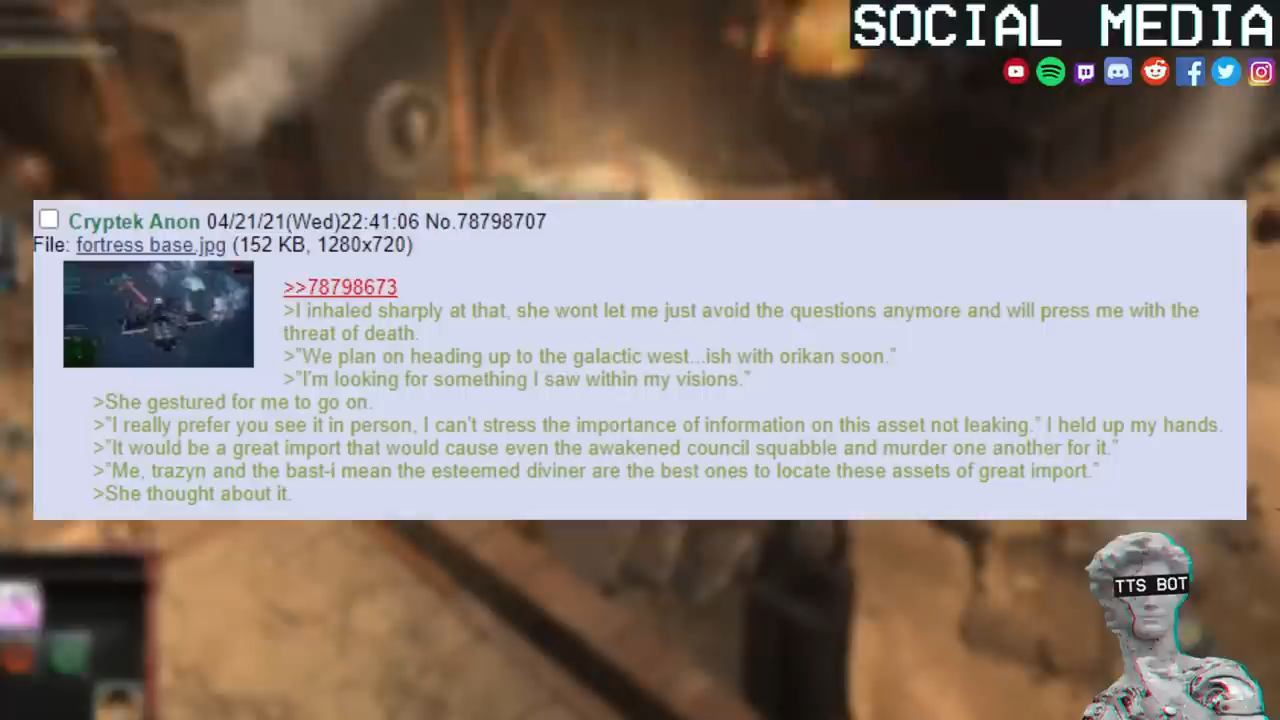 SOCIAL MEDIA
Cryptek Anon 04/21/21(Wed)22:41:06 No.78798707
File: fortress base.jpg (152 KB, 1280x720)
>>78798673
>I inhaled sharply at that, she wont let me just avoid the questions anymore and will press me with the
threat of death.
>"We plan on heading up to the galactic west...ish with orikan soon."
>"I'm looking for something I saw within my visions."
>She gestured for me to go on.
>"I really prefer you see it in person, I can't stress the importance of information on this asset not leaking." I held up my hands.
>"It would be a great import that would cause even the awakened council squabble and murder one another for it."
>"Me, trazyn and the bast-i mean the esteemed diviner are the best ones to locate these assets of great import."
>She thought about it.
TTS BOT